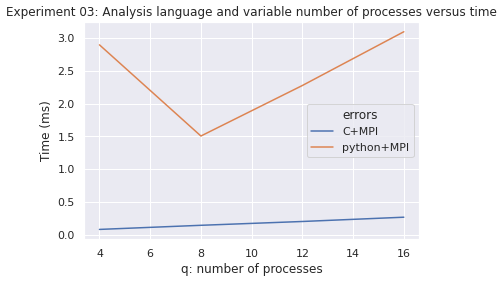 Experiment 03: Analysis language and variable number of processes versus time
3.0
2.5
2.0
1.5
1.0
0.5
0.0
Time (ms)
errors
C+MPI
python+MPI
4 6 8 10 12 14 16
q: number of processes